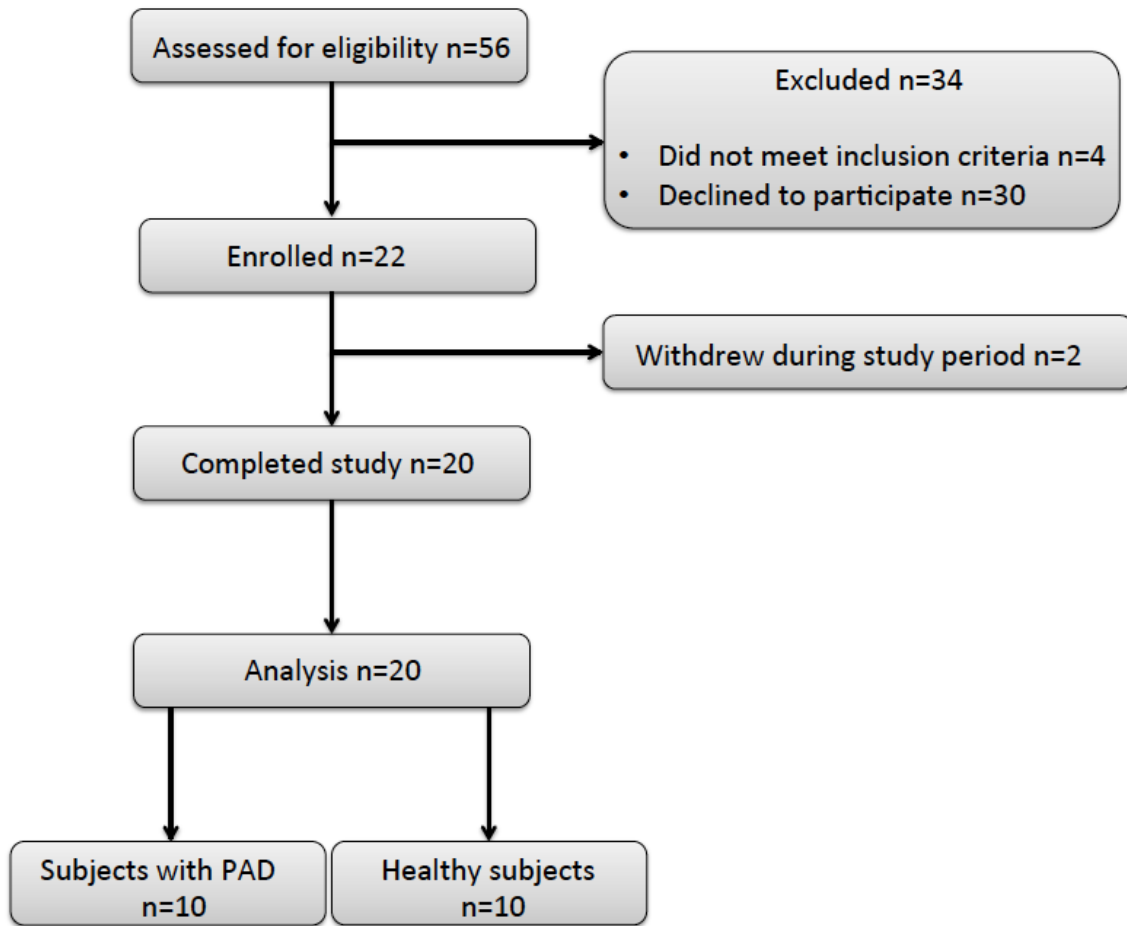 Assessed for eligibility n=56
Excluded n=34
• Did not meet inclusion criteria n=4
• Declined to participate n=30
Enrolled n=22
Withdrew during study period n=2
Completed study n=20
Analysis n=20
Subjects with PAD
n=10
Healthy subjects
n=10